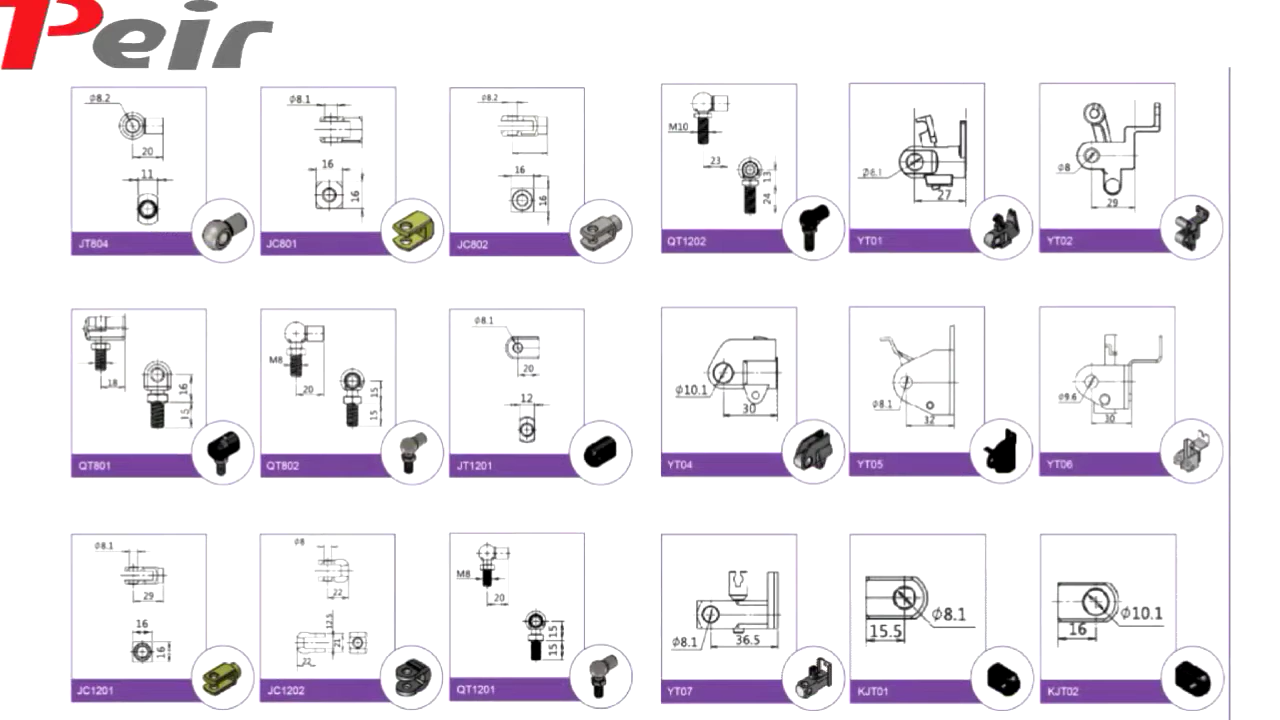 Peir
Ø8.2
20
11
JT804
Ø8.1
16
16
JC801
Ø8.2
16
16
JC802
M10
23
13
24
QT1202
Ø8.1
27
YT01
Ø8
29
YT02
18
16
15
QT801
M8
20
15
15
QT802
Ø8.1
20
12
JT1201
Ø10.1
30
YT04
Ø8.1
32
YT05
Ø9.6
30
YT06
Ø8.1
29
16
16
JC1201
Ø8
22
12.5
21
22
JC1202
M8
20
15
15
QT1201
Ø8.1
36.5
YT07
Ø8.1
15.5
KJT01
Ø10.1
16
KJT02